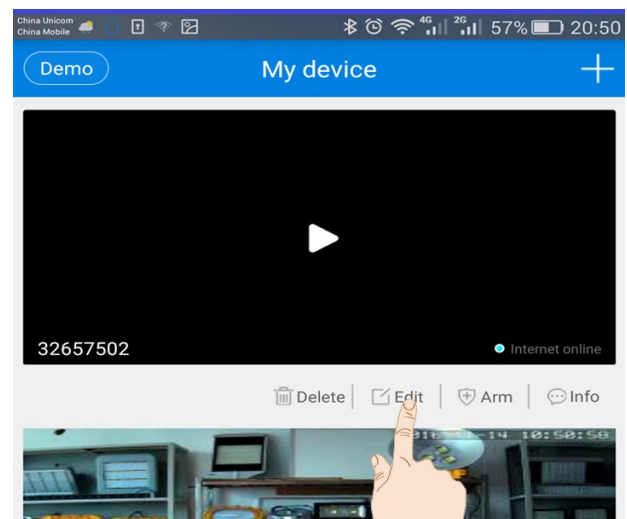 China Unicom
China Mobile
4G 2G 57% 20:50
Demo My device
32657502 Internet online
Delete Edit Arm Info
10:50:50